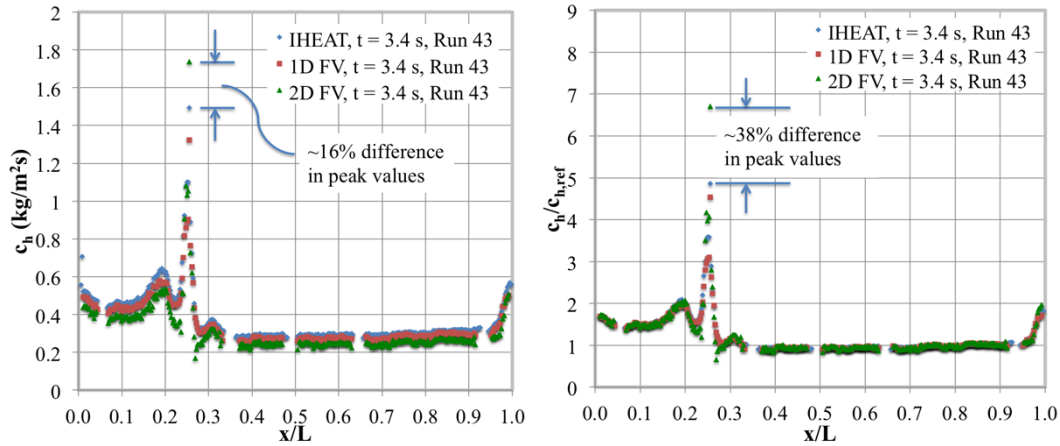 2
1.8
1.6
1.4
1.2
1
0.8
0.6
0.4
0.2
0
c_h (kg/m²s)
IHEAT, t = 3.4 s, Run 43
1D FV, t = 3.4 s, Run 43
2D FV, t = 3.4 s, Run 43
~16% difference
in peak values
0.0 0.1 0.2 0.3 0.4 0.5 0.6 0.7 0.8 0.9 1.0
x/L
9
8
7
6
5
4
3
2
1
0
c_h/c_h,ref
IHEAT, t = 3.4 s, Run 43
1D FV, t = 3.4 s, Run 43
2D FV, t = 3.4 s, Run 43
~38% difference
in peak values
0.0 0.1 0.2 0.3 0.4 0.5 0.6 0.7 0.8 0.9 1.0
x/L